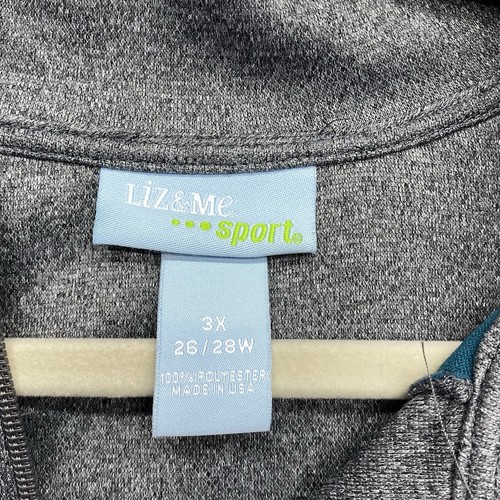 Liz&Me
sport®
3X
26/28W
100% POLYESTER
MADE IN USA